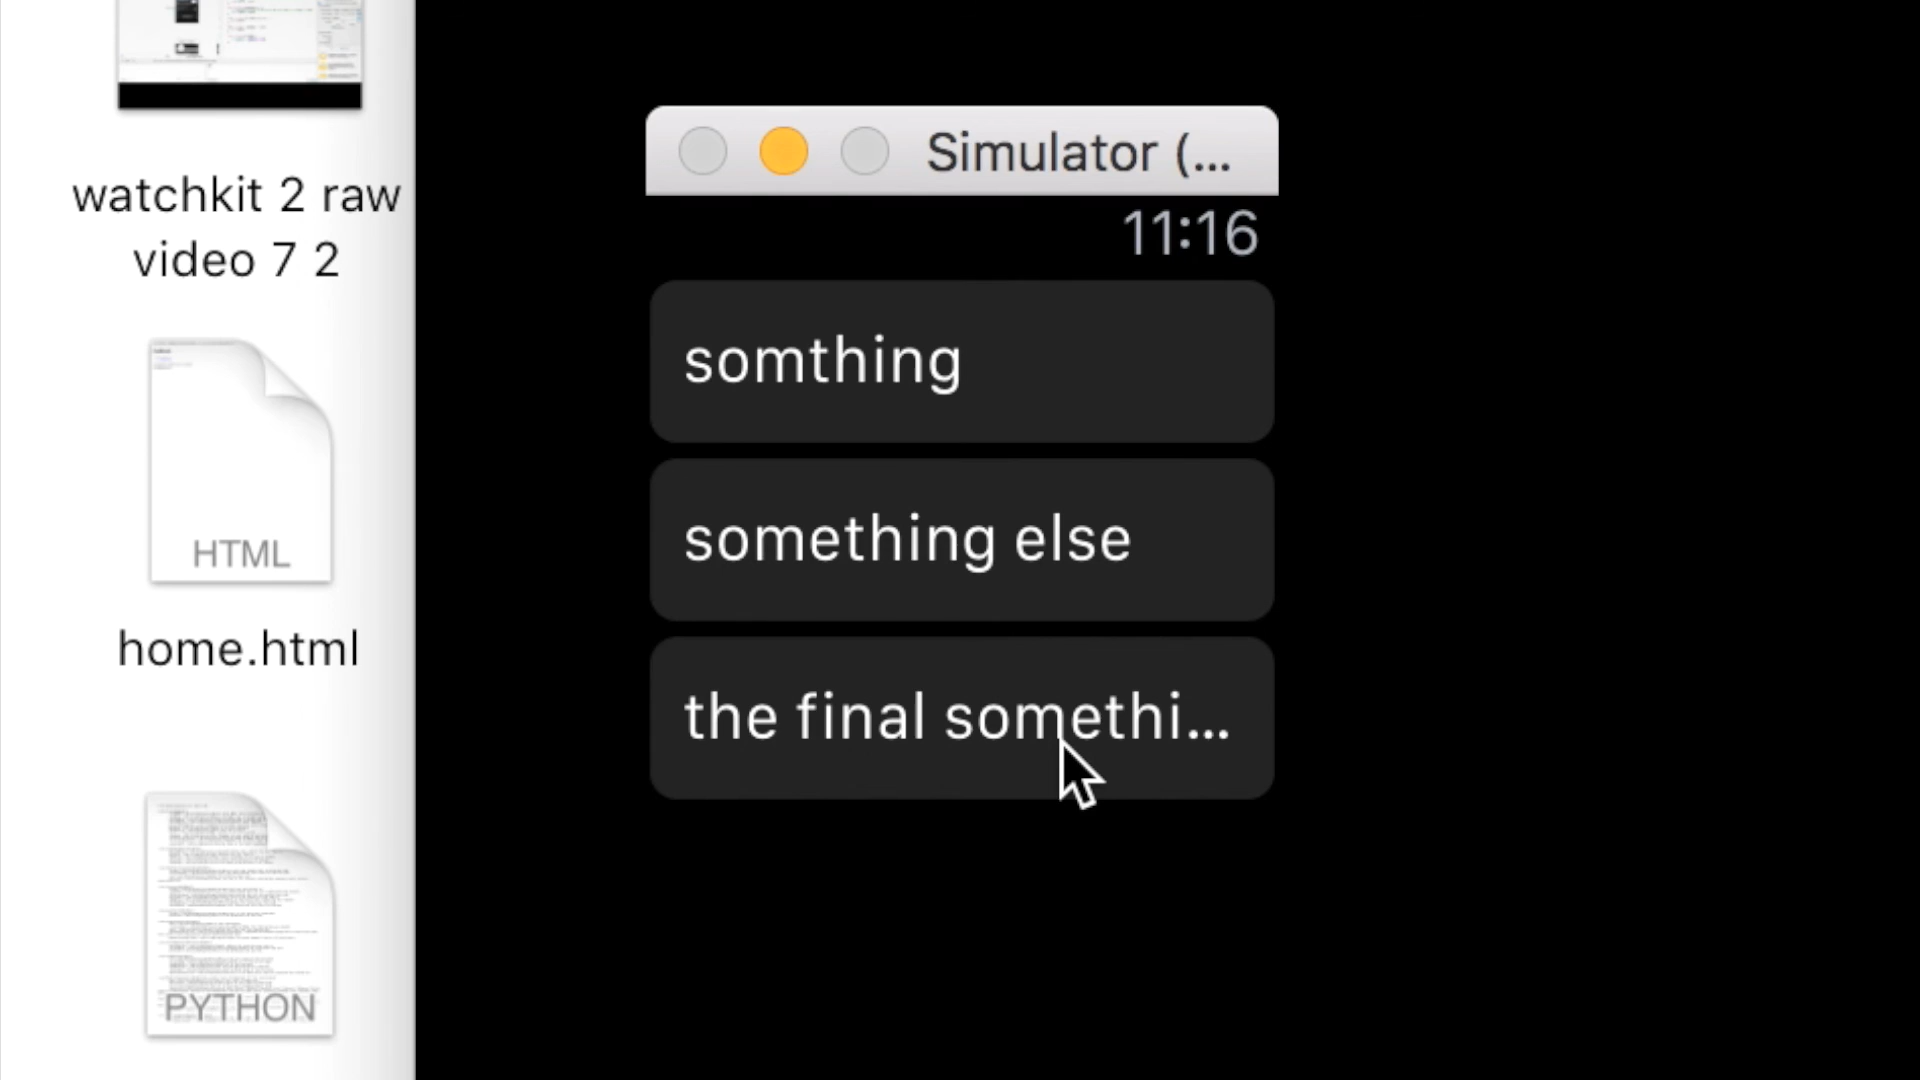 watchkit 2 raw
video 7 2
HTML
home.html
PYTHON
Simulator (...
11:16
somthing
something else
the final somethi...